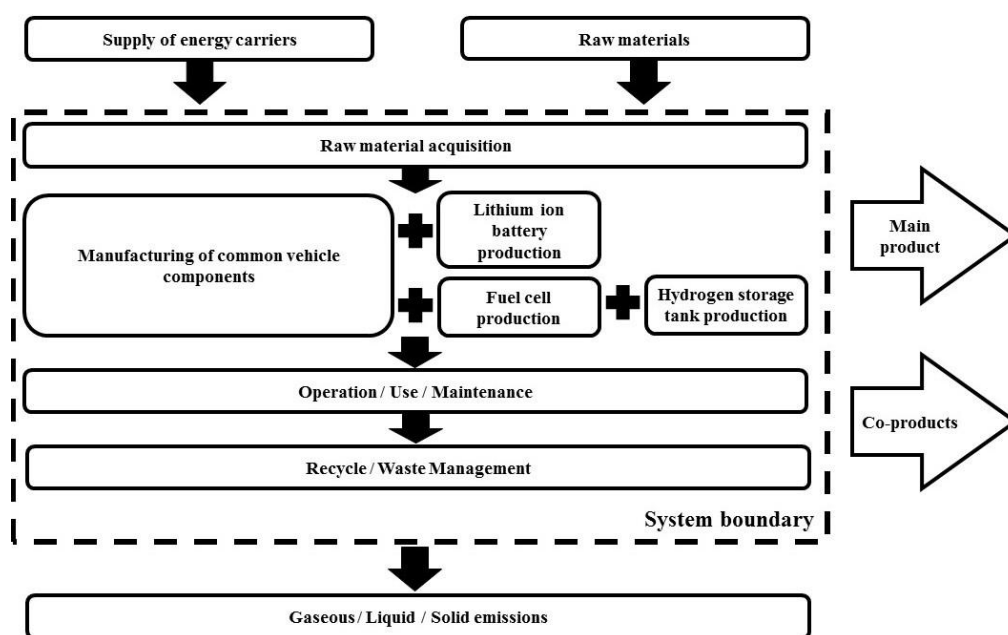 Supply of energy carriers
Raw materials
Raw material acquisition
Manufacturing of common vehicle
components
Lithium ion
battery
production
Fuel cell
production
Hydrogen storage
tank production
Operation / Use / Maintenance
Recycle / Waste Management
System boundary
Gaseous / Liquid / Solid emissions
Main
product
Co-products